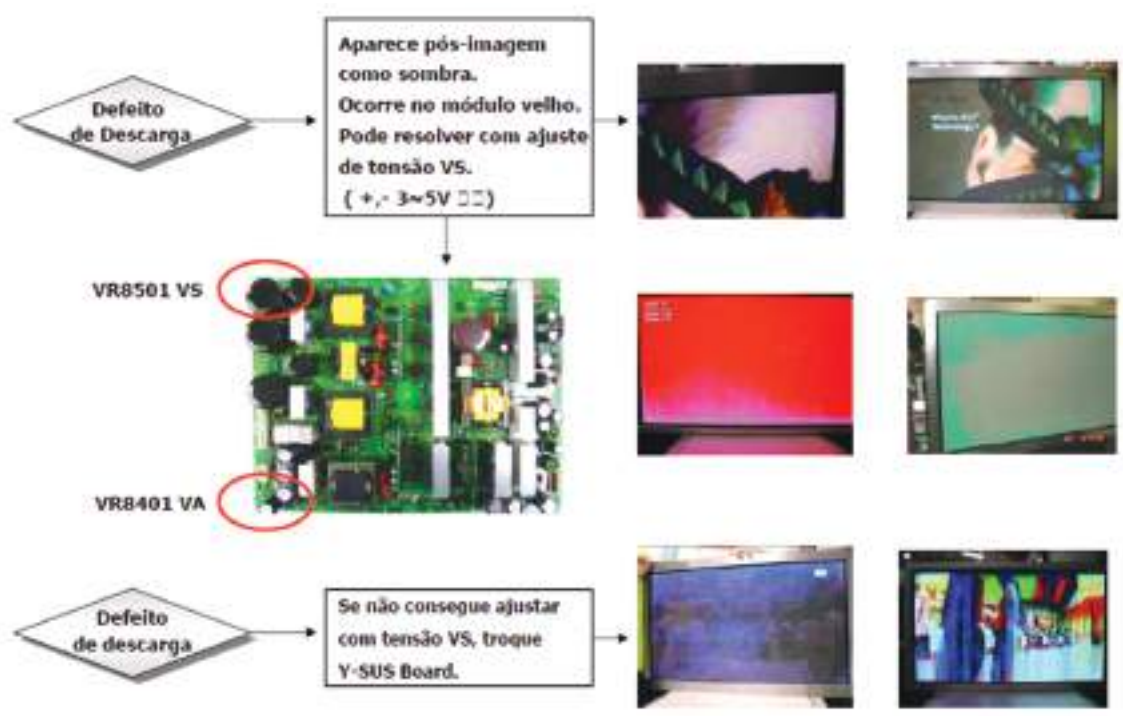 Defeito
de Descarga
Aparece pós-imagem
como sombra.
Ocorre no módulo velho.
Pode resolver com ajuste
de tensão VS.
( +,- 3~5V □□)
VR8501 VS
VR8401 VA
Defeito
de descarga
Se não consegue ajustar
com tensão VS, troque
Y-SUS Board.